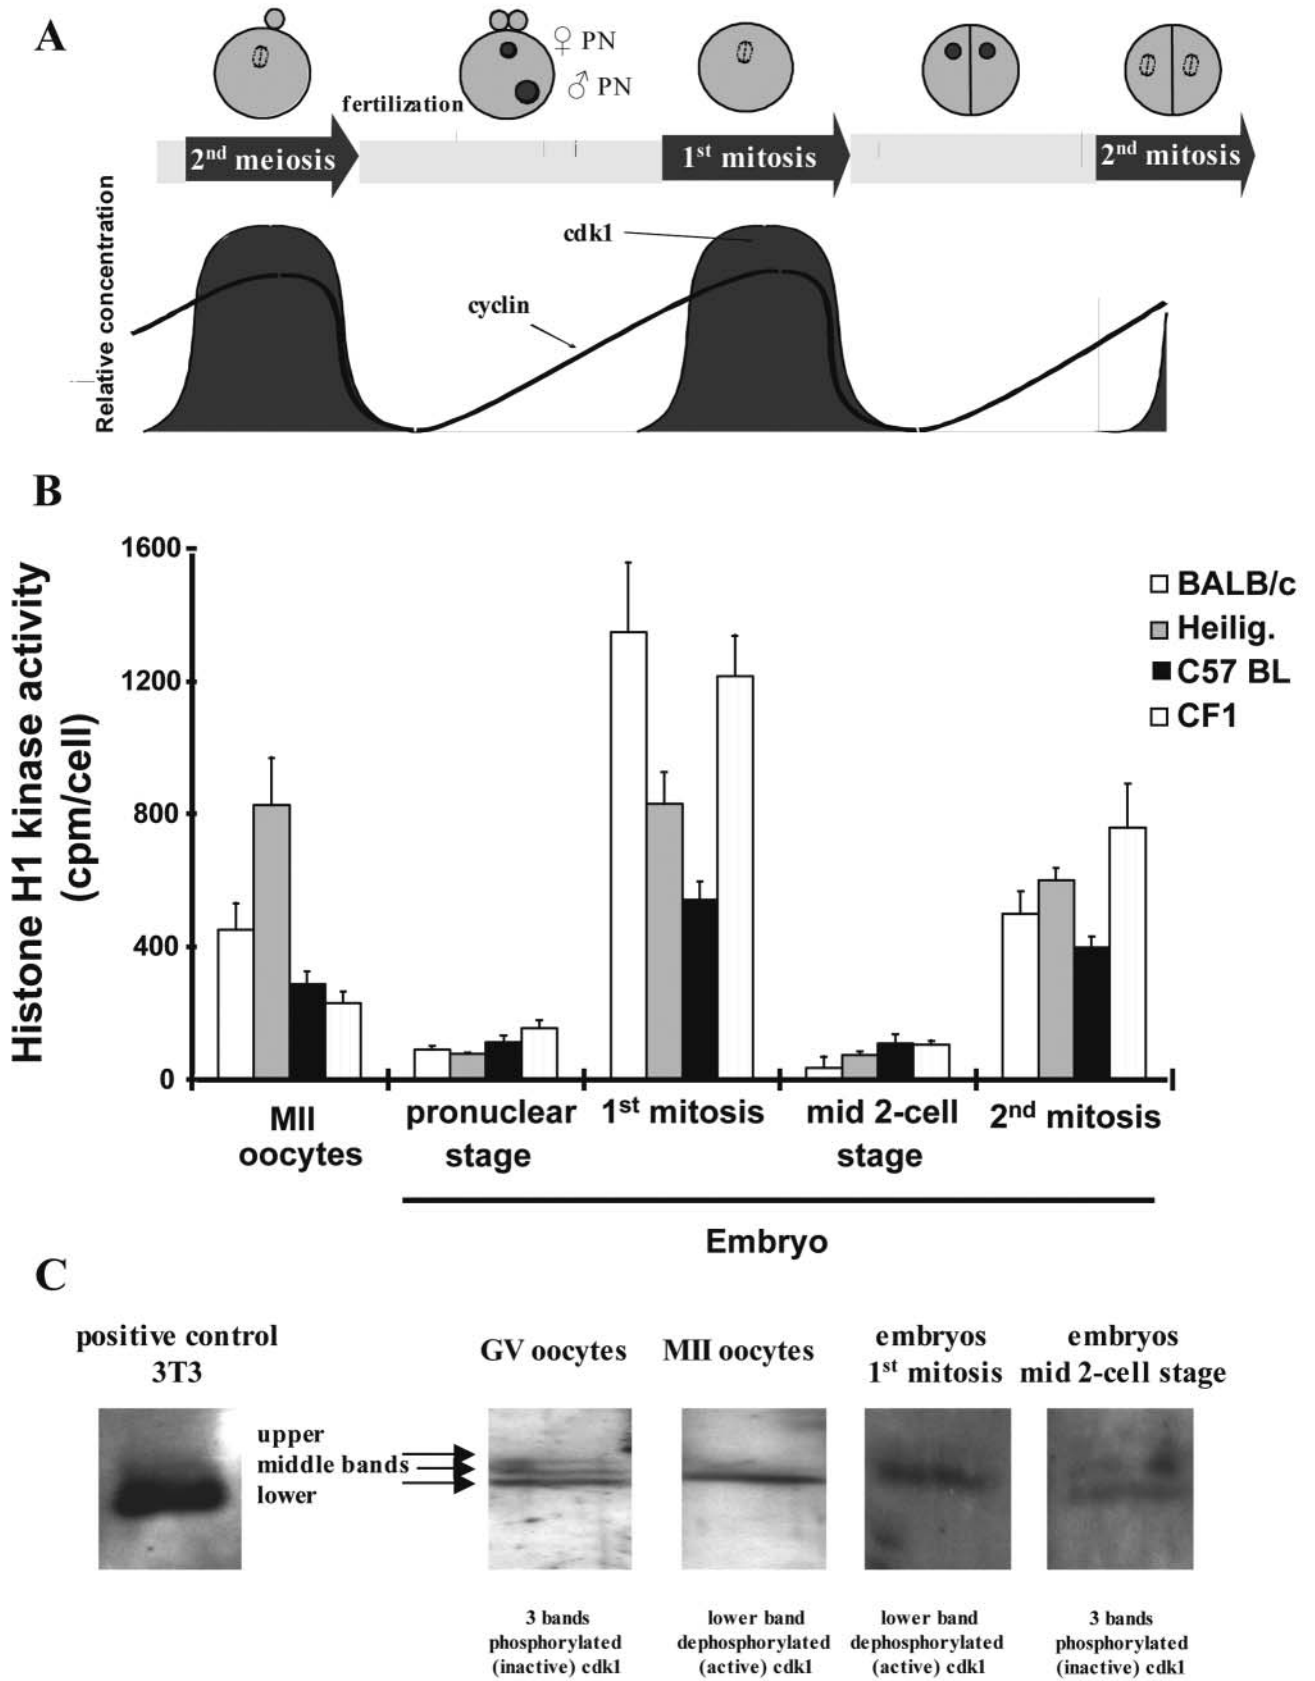 A
♀ PN
♂ PN
fertilization
2nd meiosis
1st mitosis
2nd mitosis
Relative concentration
cdk1
cyclin
B
Histone H1 kinase activity
(cpm/cell)
1600
1200
800
400
0
BALB/c
Heilig.
C57 BL
CF1
MII
oocytes
pronuclear
stage
1st mitosis
mid 2-cell
stage
2nd mitosis
Embryo
C
positive control
3T3
GV oocytes
MII oocytes
embryos
1st mitosis
embryos
mid 2-cell stage
upper
middle bands
lower
3 bands
phosphorylated
(inactive) cdk1
lower band
dephosphorylated
(active) cdk1
lower band
dephosphorylated
(active) cdk1
3 bands
phosphorylated
(inactive) cdk1